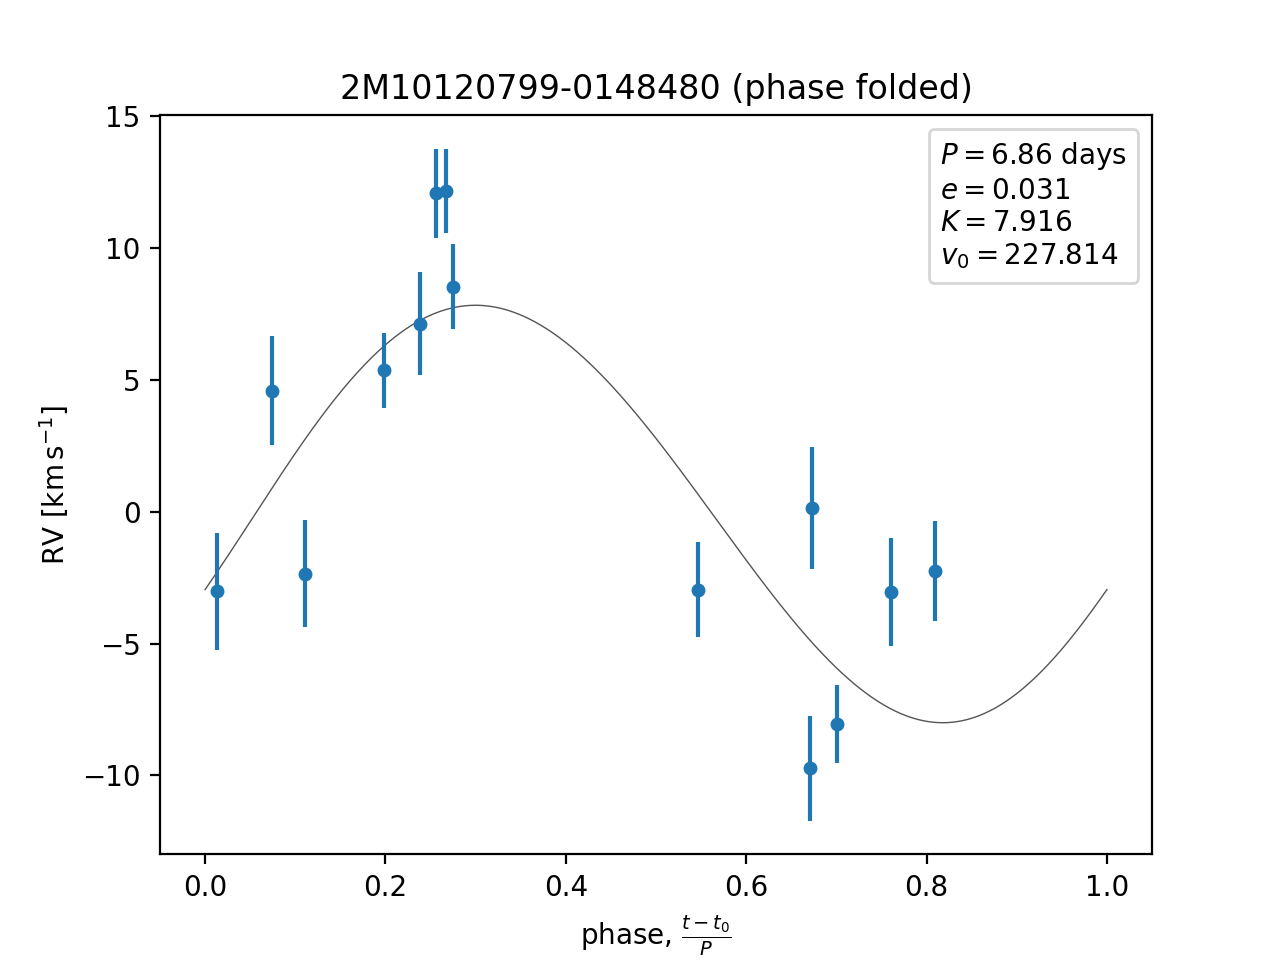 2M10120799-0148480 (phase folded)
P = 6.86 days
e = 0.031
K = 7.916
v₀ = 227.814
RV [km s⁻¹]
15
10
5
0
−5
−10
0.0 0.2 0.4 0.6 0.8 1.0
phase, (t − t₀)/P